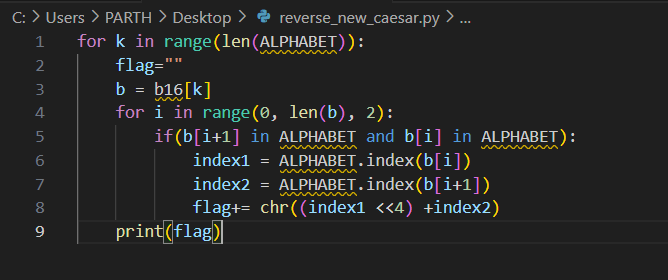 C: > Users > PARTH > Desktop > reverse_new_caesar.py > ...
1 for k in range(len(ALPHABET)):
2     flag=""
3     b = b16[k]
4     for i in range(0, len(b), 2):
5         if(b[i+1] in ALPHABET and b[i] in ALPHABET):
6             index1 = ALPHABET.index(b[i])
7             index2 = ALPHABET.index(b[i+1])
8             flag+= chr((index1 <<4) +index2)
9     print(flag)